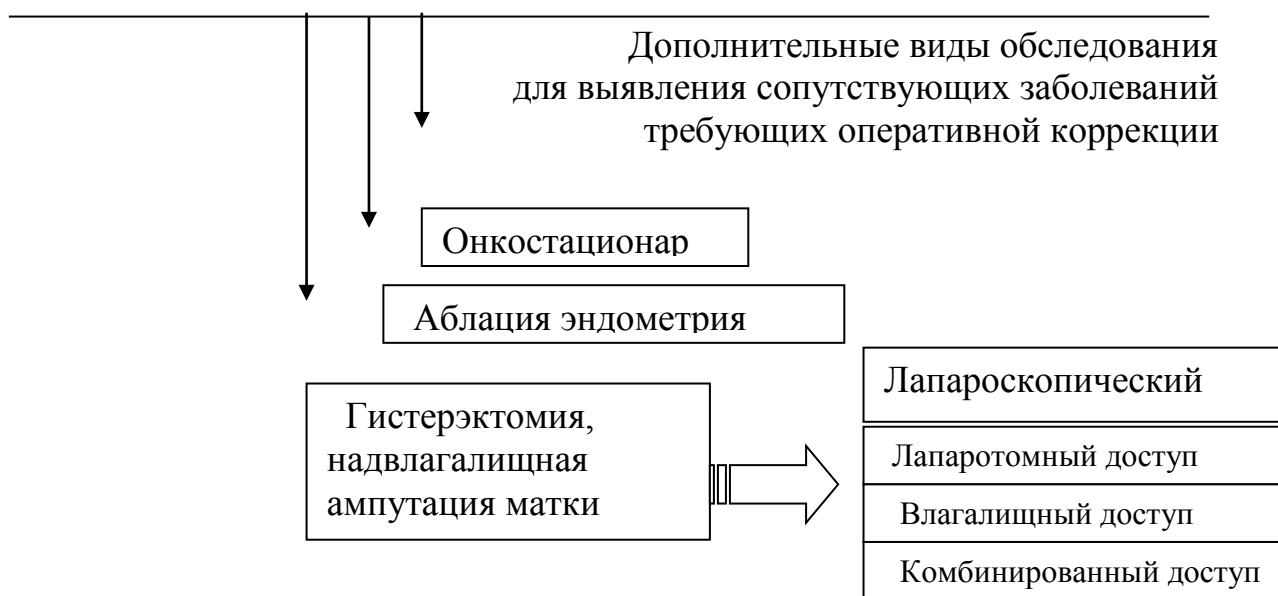 Дополнительные виды обследования
для выявления сопутствующих заболеваний
требующих оперативной коррекции
Онкостационар
Аблация эндометрия
Гистерэктомия,
надвлагалищная
ампутация матки
Лапароскопический
Лапаротомный доступ
Влагалищный доступ
Комбинированный доступ